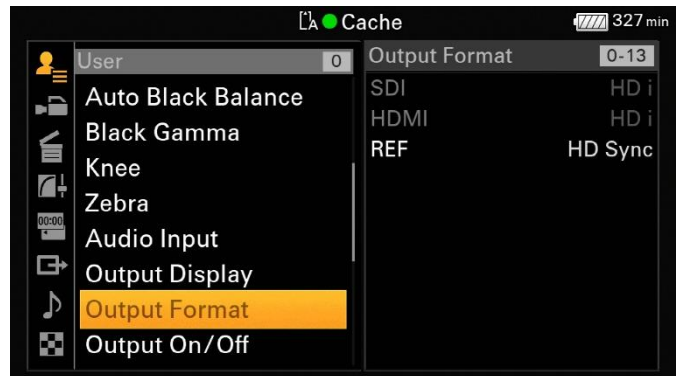 A Cache 327 min
User 0
Auto Black Balance
Black Gamma
Knee
Zebra
Audio Input
Output Display
Output Format
Output On/Off
00:00
Output Format 0-13
SDI HD i
HDMI HD i
REF HD Sync